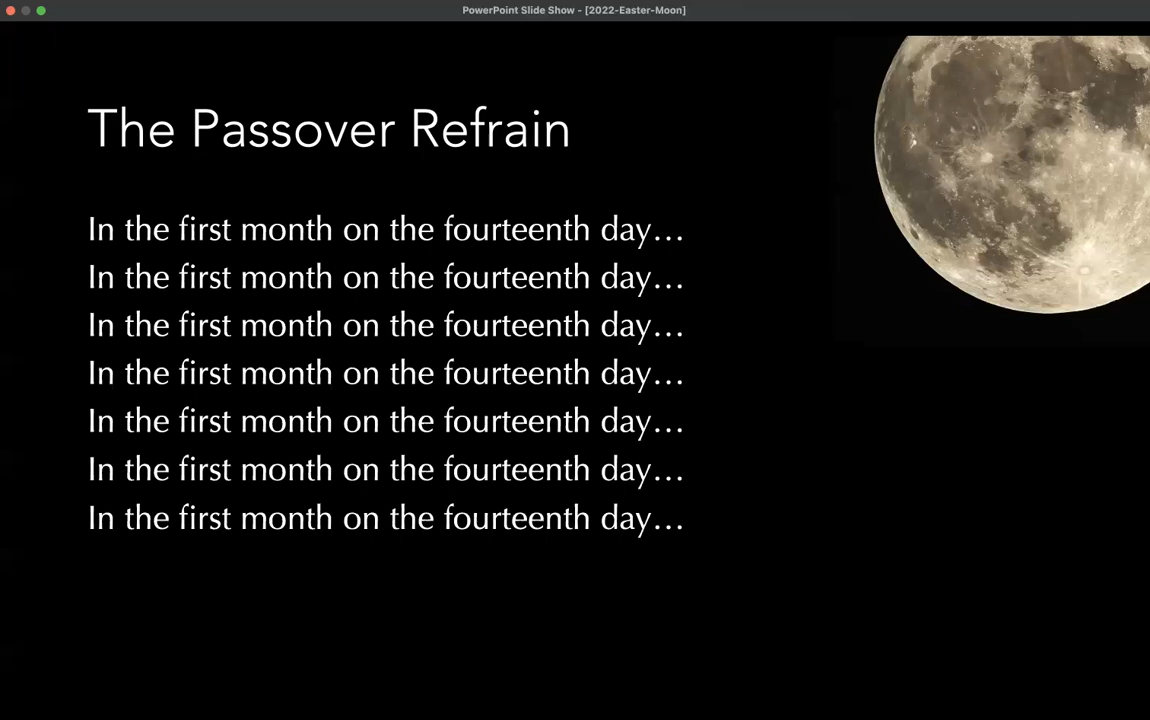 PowerPoint Slide Show - [2022-Easter-Moon]
The Passover Refrain
In the first month on the fourteenth day…
In the first month on the fourteenth day…
In the first month on the fourteenth day…
In the first month on the fourteenth day…
In the first month on the fourteenth day…
In the first month on the fourteenth day…
In the first month on the fourteenth day…